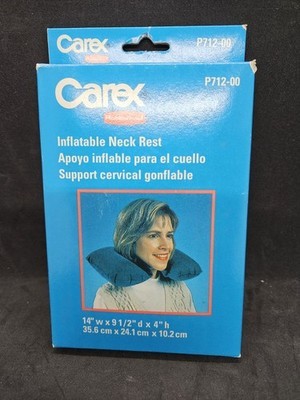 Carex
P712-00
P712-00
Carex
Inflatable Neck Rest
Apoyo inflable para el cuello
Support cervical gonflable
14" w x 9 1/2" d x 4" h
35.6 cm x 24.1 cm x 10.2 cm